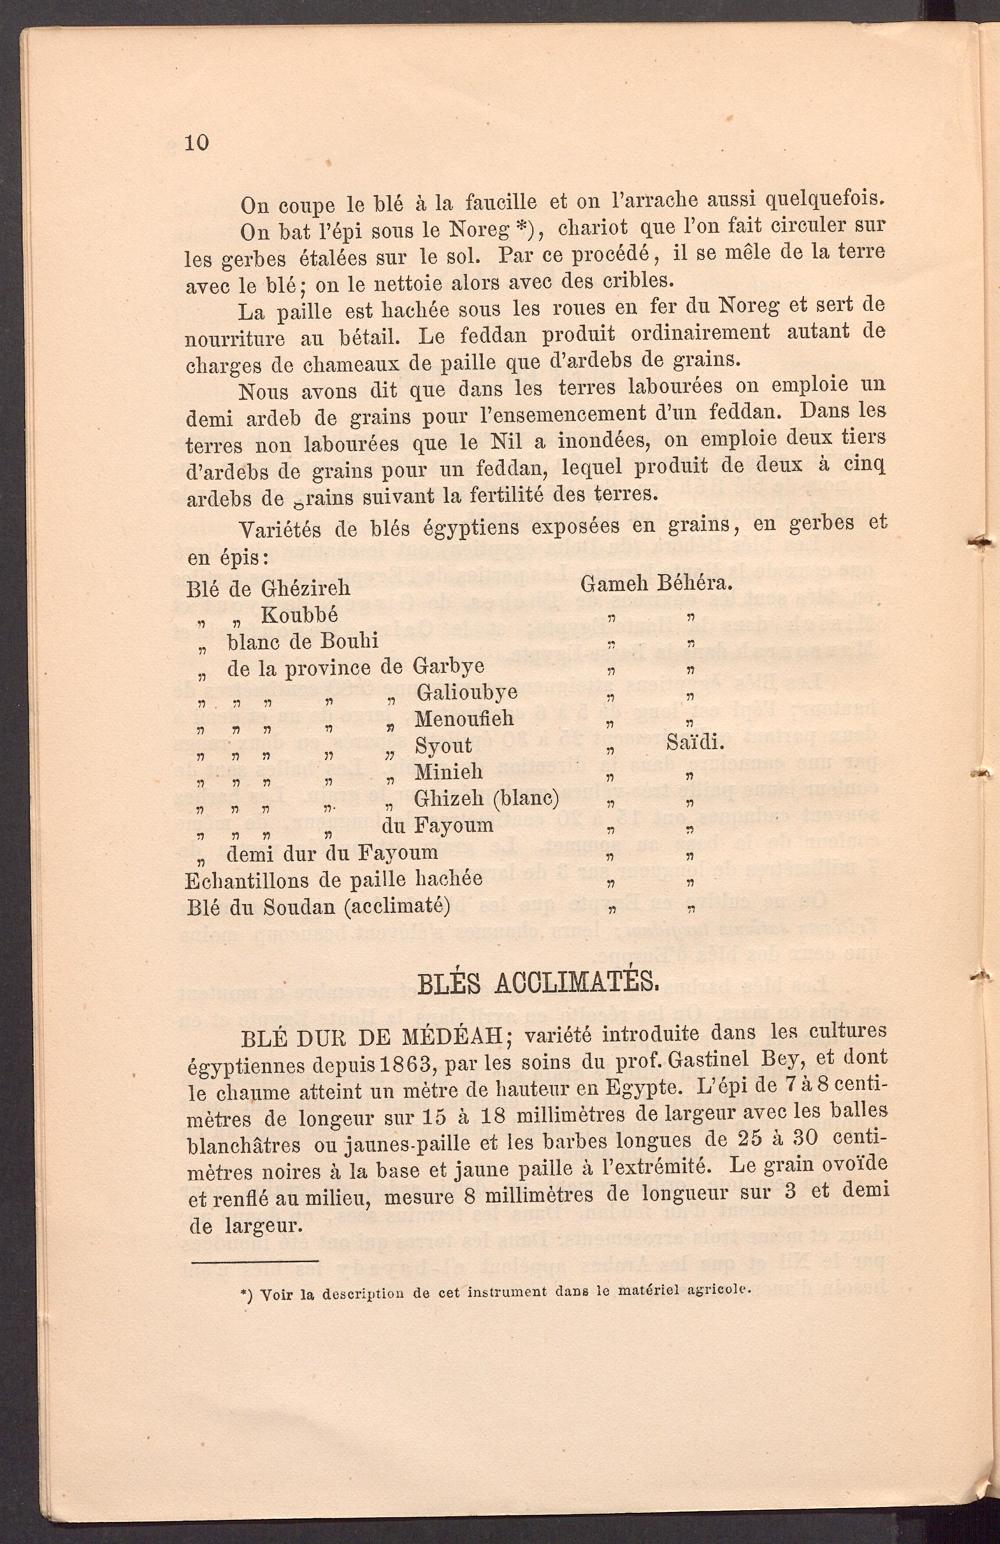 10
On coupe le blé à la faucille et on l'arrache aussi quelquefois.
On bat l'épi sous le Noreg *), chariot que l'on fait circuler sur
les gerbes étalées sur le sol. Par ce procédé, il se mêle de la terre
avec le blé; on le nettoie alors avec des cribles.
La paille est hachée sous les roues en fer du Noreg et sert de
nourriture au bétail. Le feddan produit ordinairement autant de
charges de chameaux de paille que d'ardebs de grains.
Nous avons dit que dans les terres labourées on emploie un
demi ardeb de grains pour l'ensemencement d'un feddan. Dans les
terres non labourées que le Nil a inondées, on emploie deux tiers
d'ardebs de grains pour un feddan, lequel produit de deux à cinq
ardebs de grains suivant la fertilité des terres.
Variétés de blés égyptiens exposées en grains, en gerbes et
en épis:
Blé de Ghézireh Gameh Béhéra.
„ „ Koubbé „ „
„ blanc de Bouhi „ „
„ de la province de Garbye „ „
„ „ „ „ „ Galioubye „ „
„ „ „ „ „ Menoufieh „ „
„ „ „ „ „ Syout „ Saïdi.
„ „ „ „ „ Minieh „ „
„ „ „ „ „ Ghizeh (blanc) „ „
„ „ „ „ du Fayoum „ „
„ demi dur du Fayoum „ „
Echantillons de paille hachée „ „
Blé du Soudan (acclimaté) „ „
BLÉS ACCLIMATÉS.
BLÉ DUR DE MÉDÉAH; variété introduite dans les cultures
égyptiennes depuis 1863, par les soins du prof. Gastinel Bey, et dont
le chaume atteint un mètre de hauteur en Egypte. L'épi de 7 à 8 centi-
mètres de longeur sur 15 à 18 millimètres de largeur avec les balles
blanchâtres ou jaunes-paille et les barbes longues de 25 à 30 centi-
mètres noires à la base et jaune paille à l'extrémité. Le grain ovoïde
et renflé au milieu, mesure 8 millimètres de longueur sur 3 et demi
de largeur.
*) Voir la description de cet instrument dans le matériel agricole.